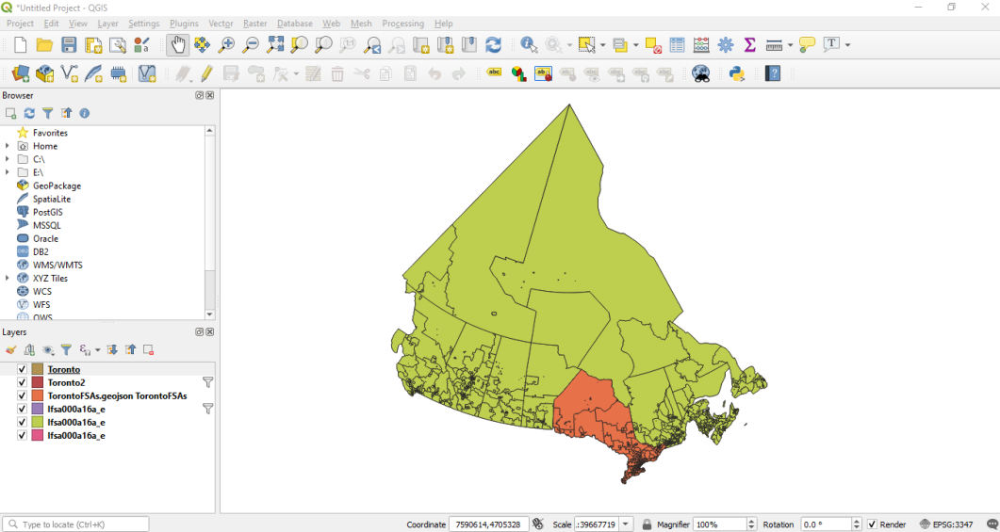 *Untitled Project - QGIS
Project Edit View Layer Settings Plugins Vector Raster Database Web Mesh Processing Help
Browser
Favorites
Home
C:\
E:\
GeoPackage
SpatiaLite
PostGIS
MSSQL
Oracle
DB2
WMS/WMTS
XYZ Tiles
WCS
WFS
OWS
Layers
Toronto
Toronto2
TorontoFSAs.geojson TorontoFSAs
lfsa000a16a_e
lfsa000a16a_e
lfsa000a16a_e
Type to locate (Ctrl+K) Coordinate 7590614,4705328 Scale .:39667719 Magnifier 100% Rotation 0.0 ° Render EPSG:3347